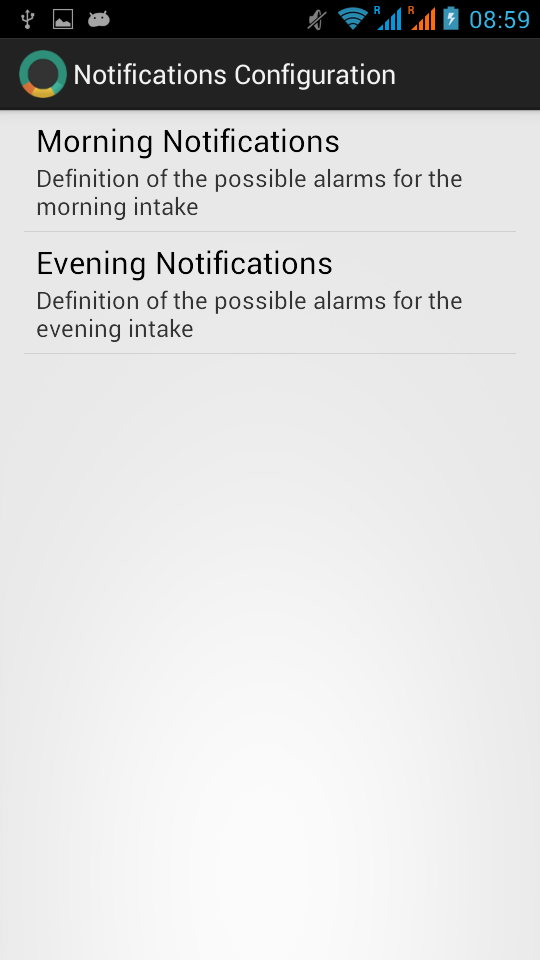 R R 08:59
Notifications Configuration
Morning Notifications
Definition of the possible alarms for the
morning intake
Evening Notifications
Definition of the possible alarms for the
evening intake